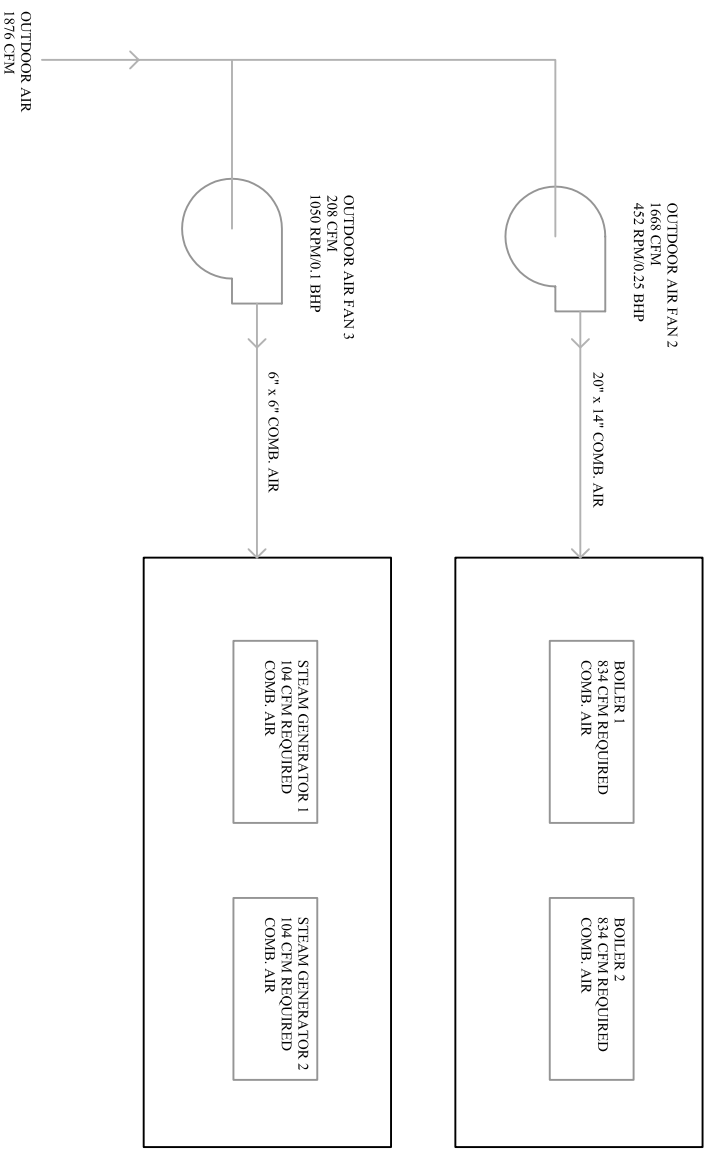 OUTDOOR AIR
1876 CFM
OUTDOOR AIR FAN 2
1668 CFM
452 RPM/0.25 BHP
20" x 14" COMB. AIR
BOILER 1
834 CFM REQUIRED
COMB. AIR
BOILER 2
834 CFM REQUIRED
COMB. AIR
OUTDOOR AIR FAN 3
208 CFM
1050 RPM/0.1 BHP
6" x 6" COMB. AIR
STEAM GENERATOR 1
104 CFM REQUIRED
COMB. AIR
STEAM GENERATOR 2
104 CFM REQUIRED
COMB. AIR